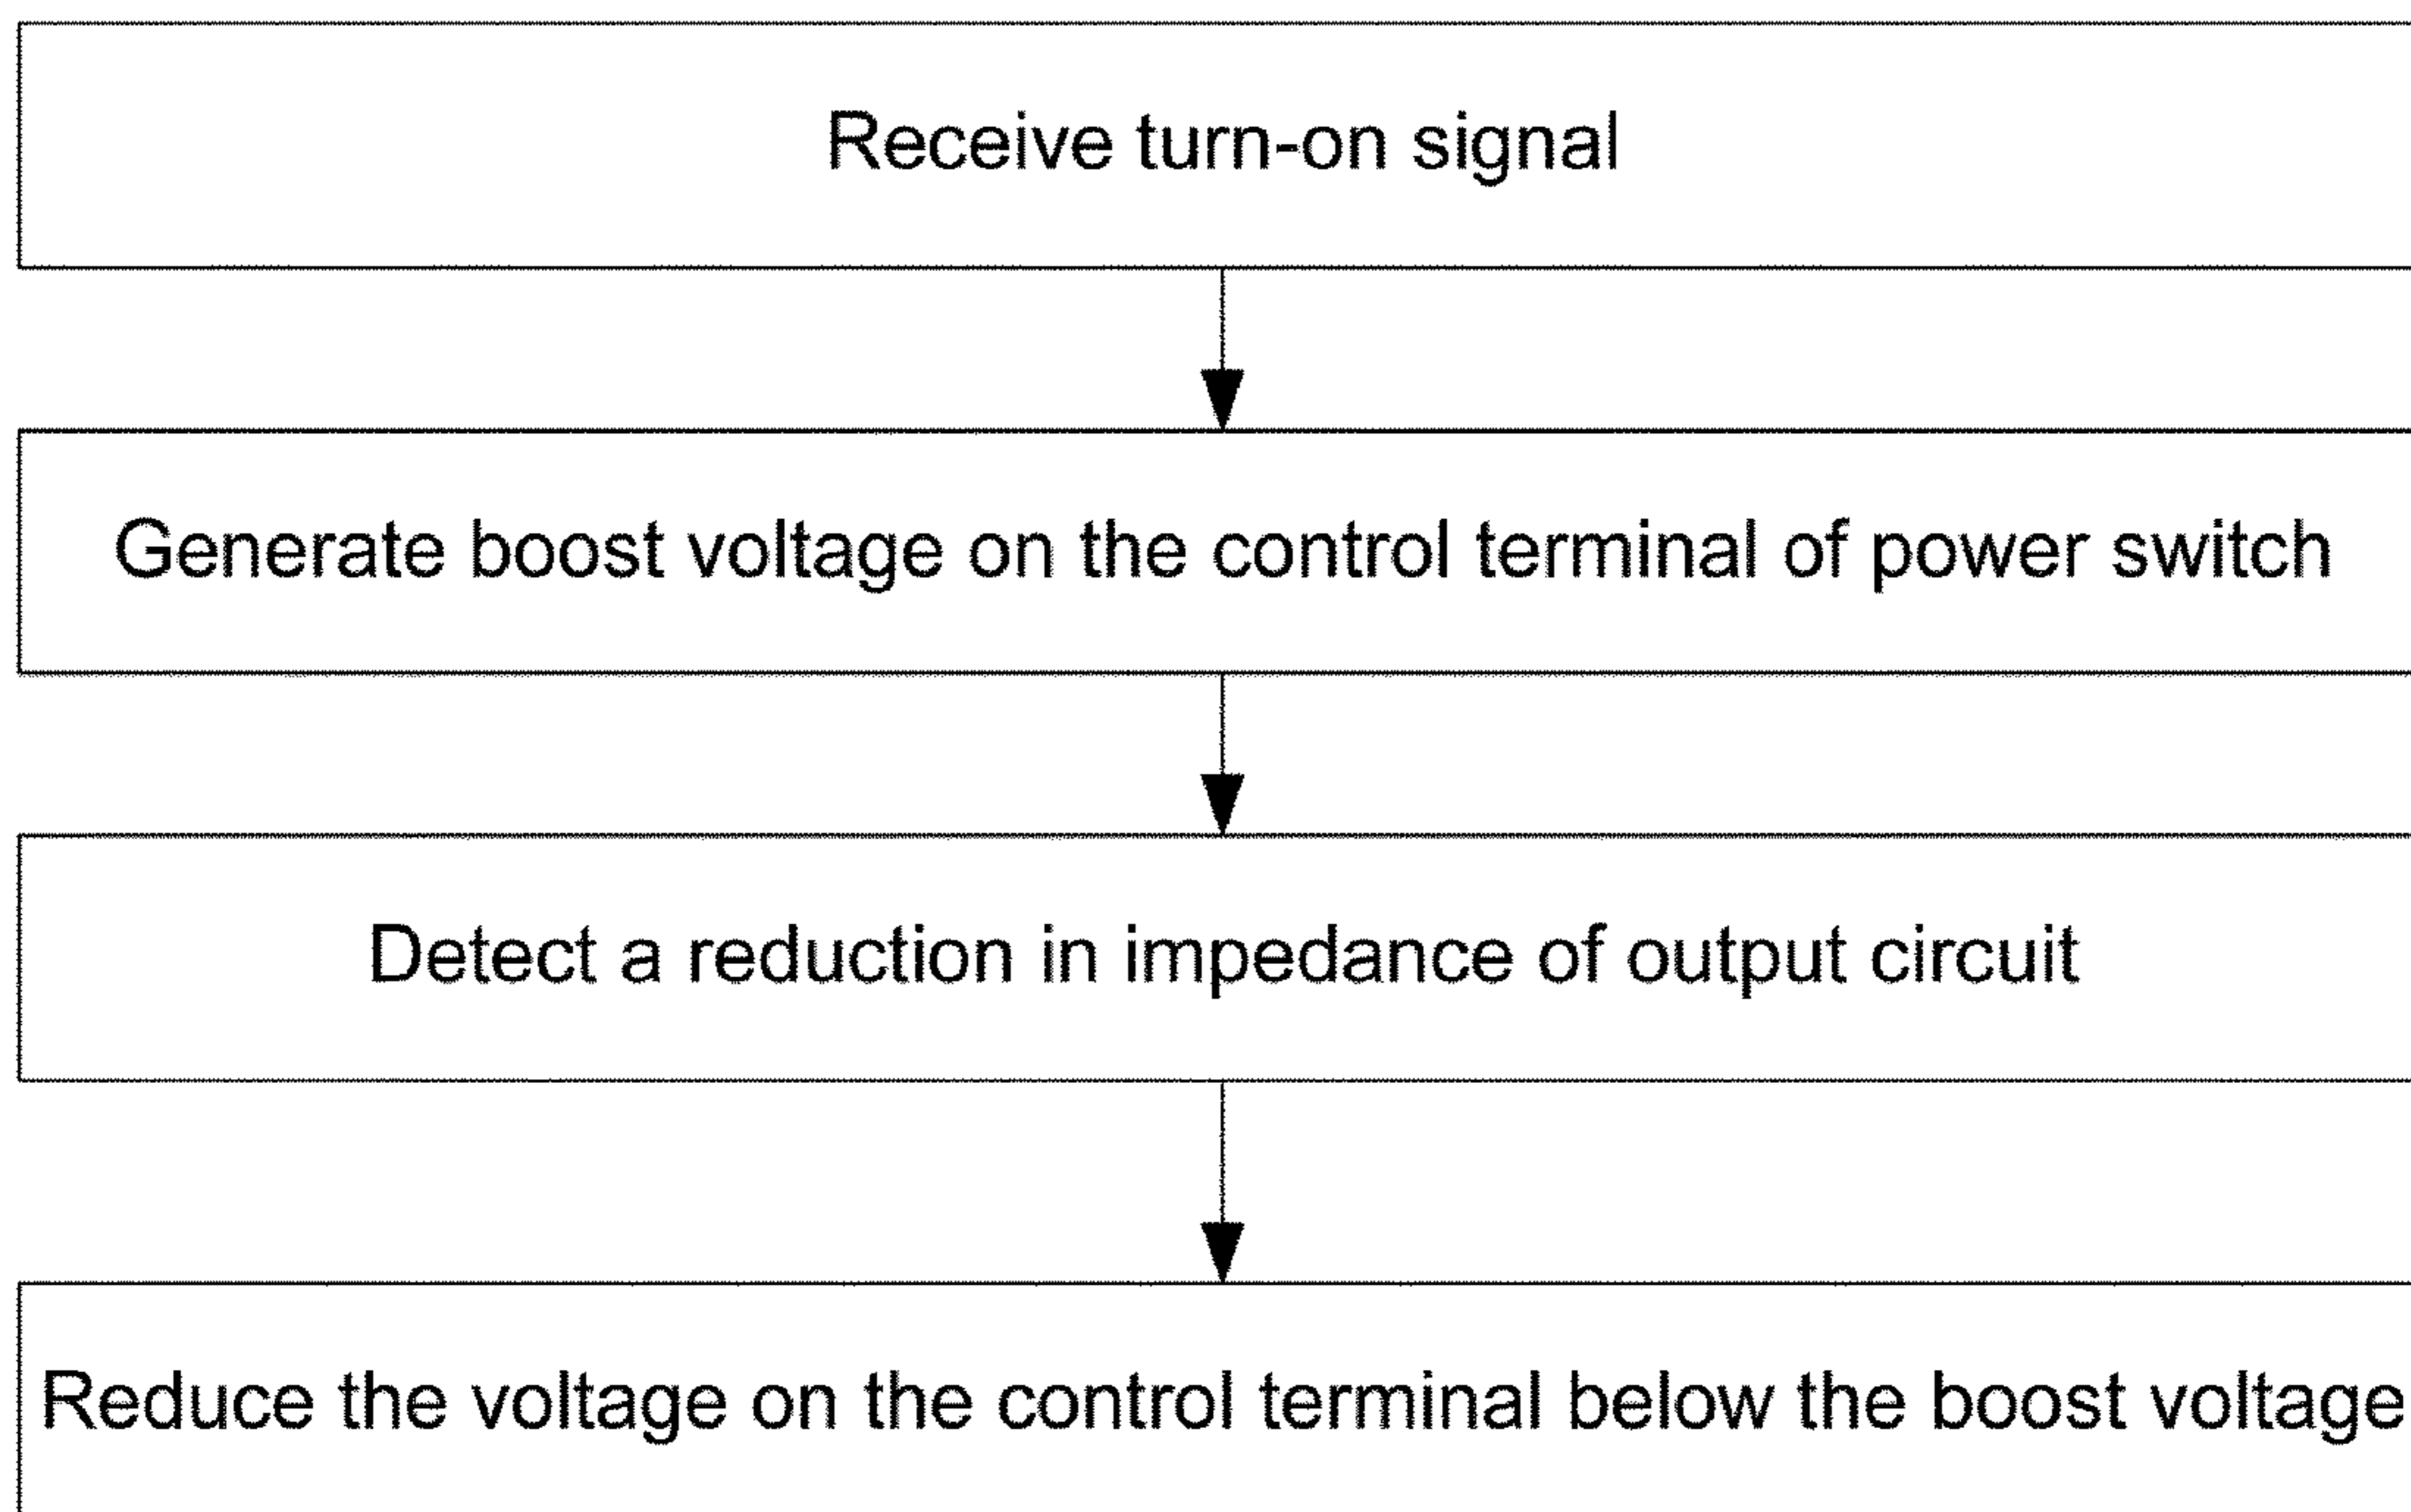 Receive turn-on signal
Generate boost voltage on the control terminal of power switch
Detect a reduction in impedance of output circuit
Reduce the voltage on the control terminal below the boost voltage